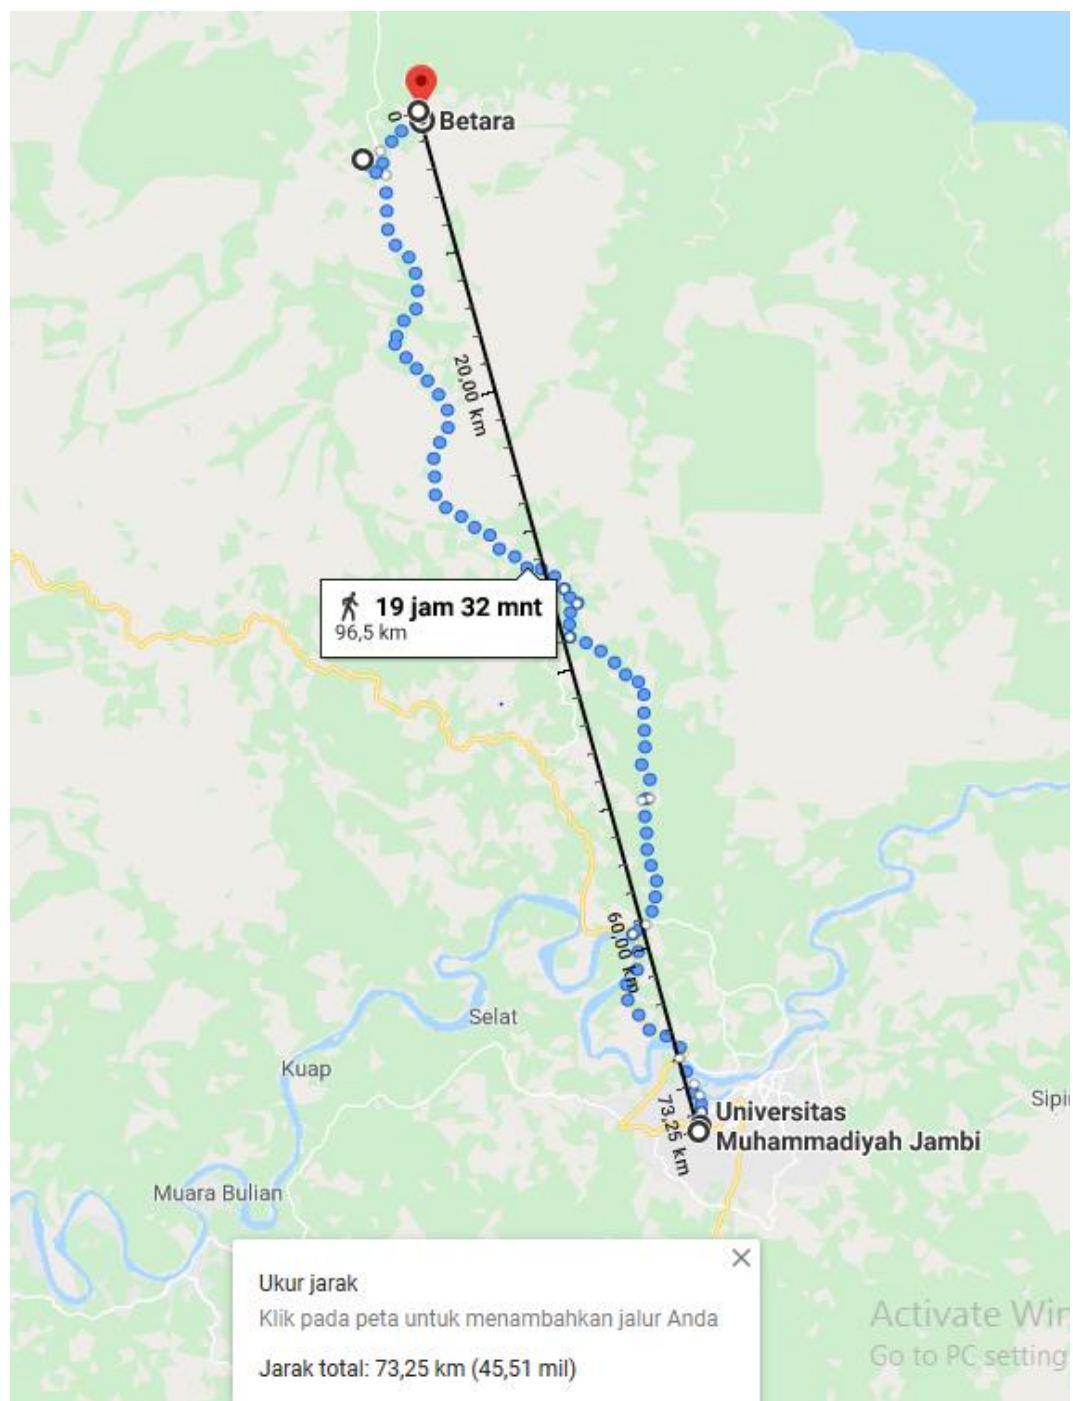 0
Betara
20,00 km
19 jam 32 mnt
96,5 km
60,00 km
Selat
Kuap
73,25 km
Sipi
Universitas
Muhammadiyah Jambi
Muara Bulian
Ukur jarak
Klik pada peta untuk menambahkan jalur Anda
Jarak total: 73,25 km (45,51 mil)
Activate Wi
Go to PC setting